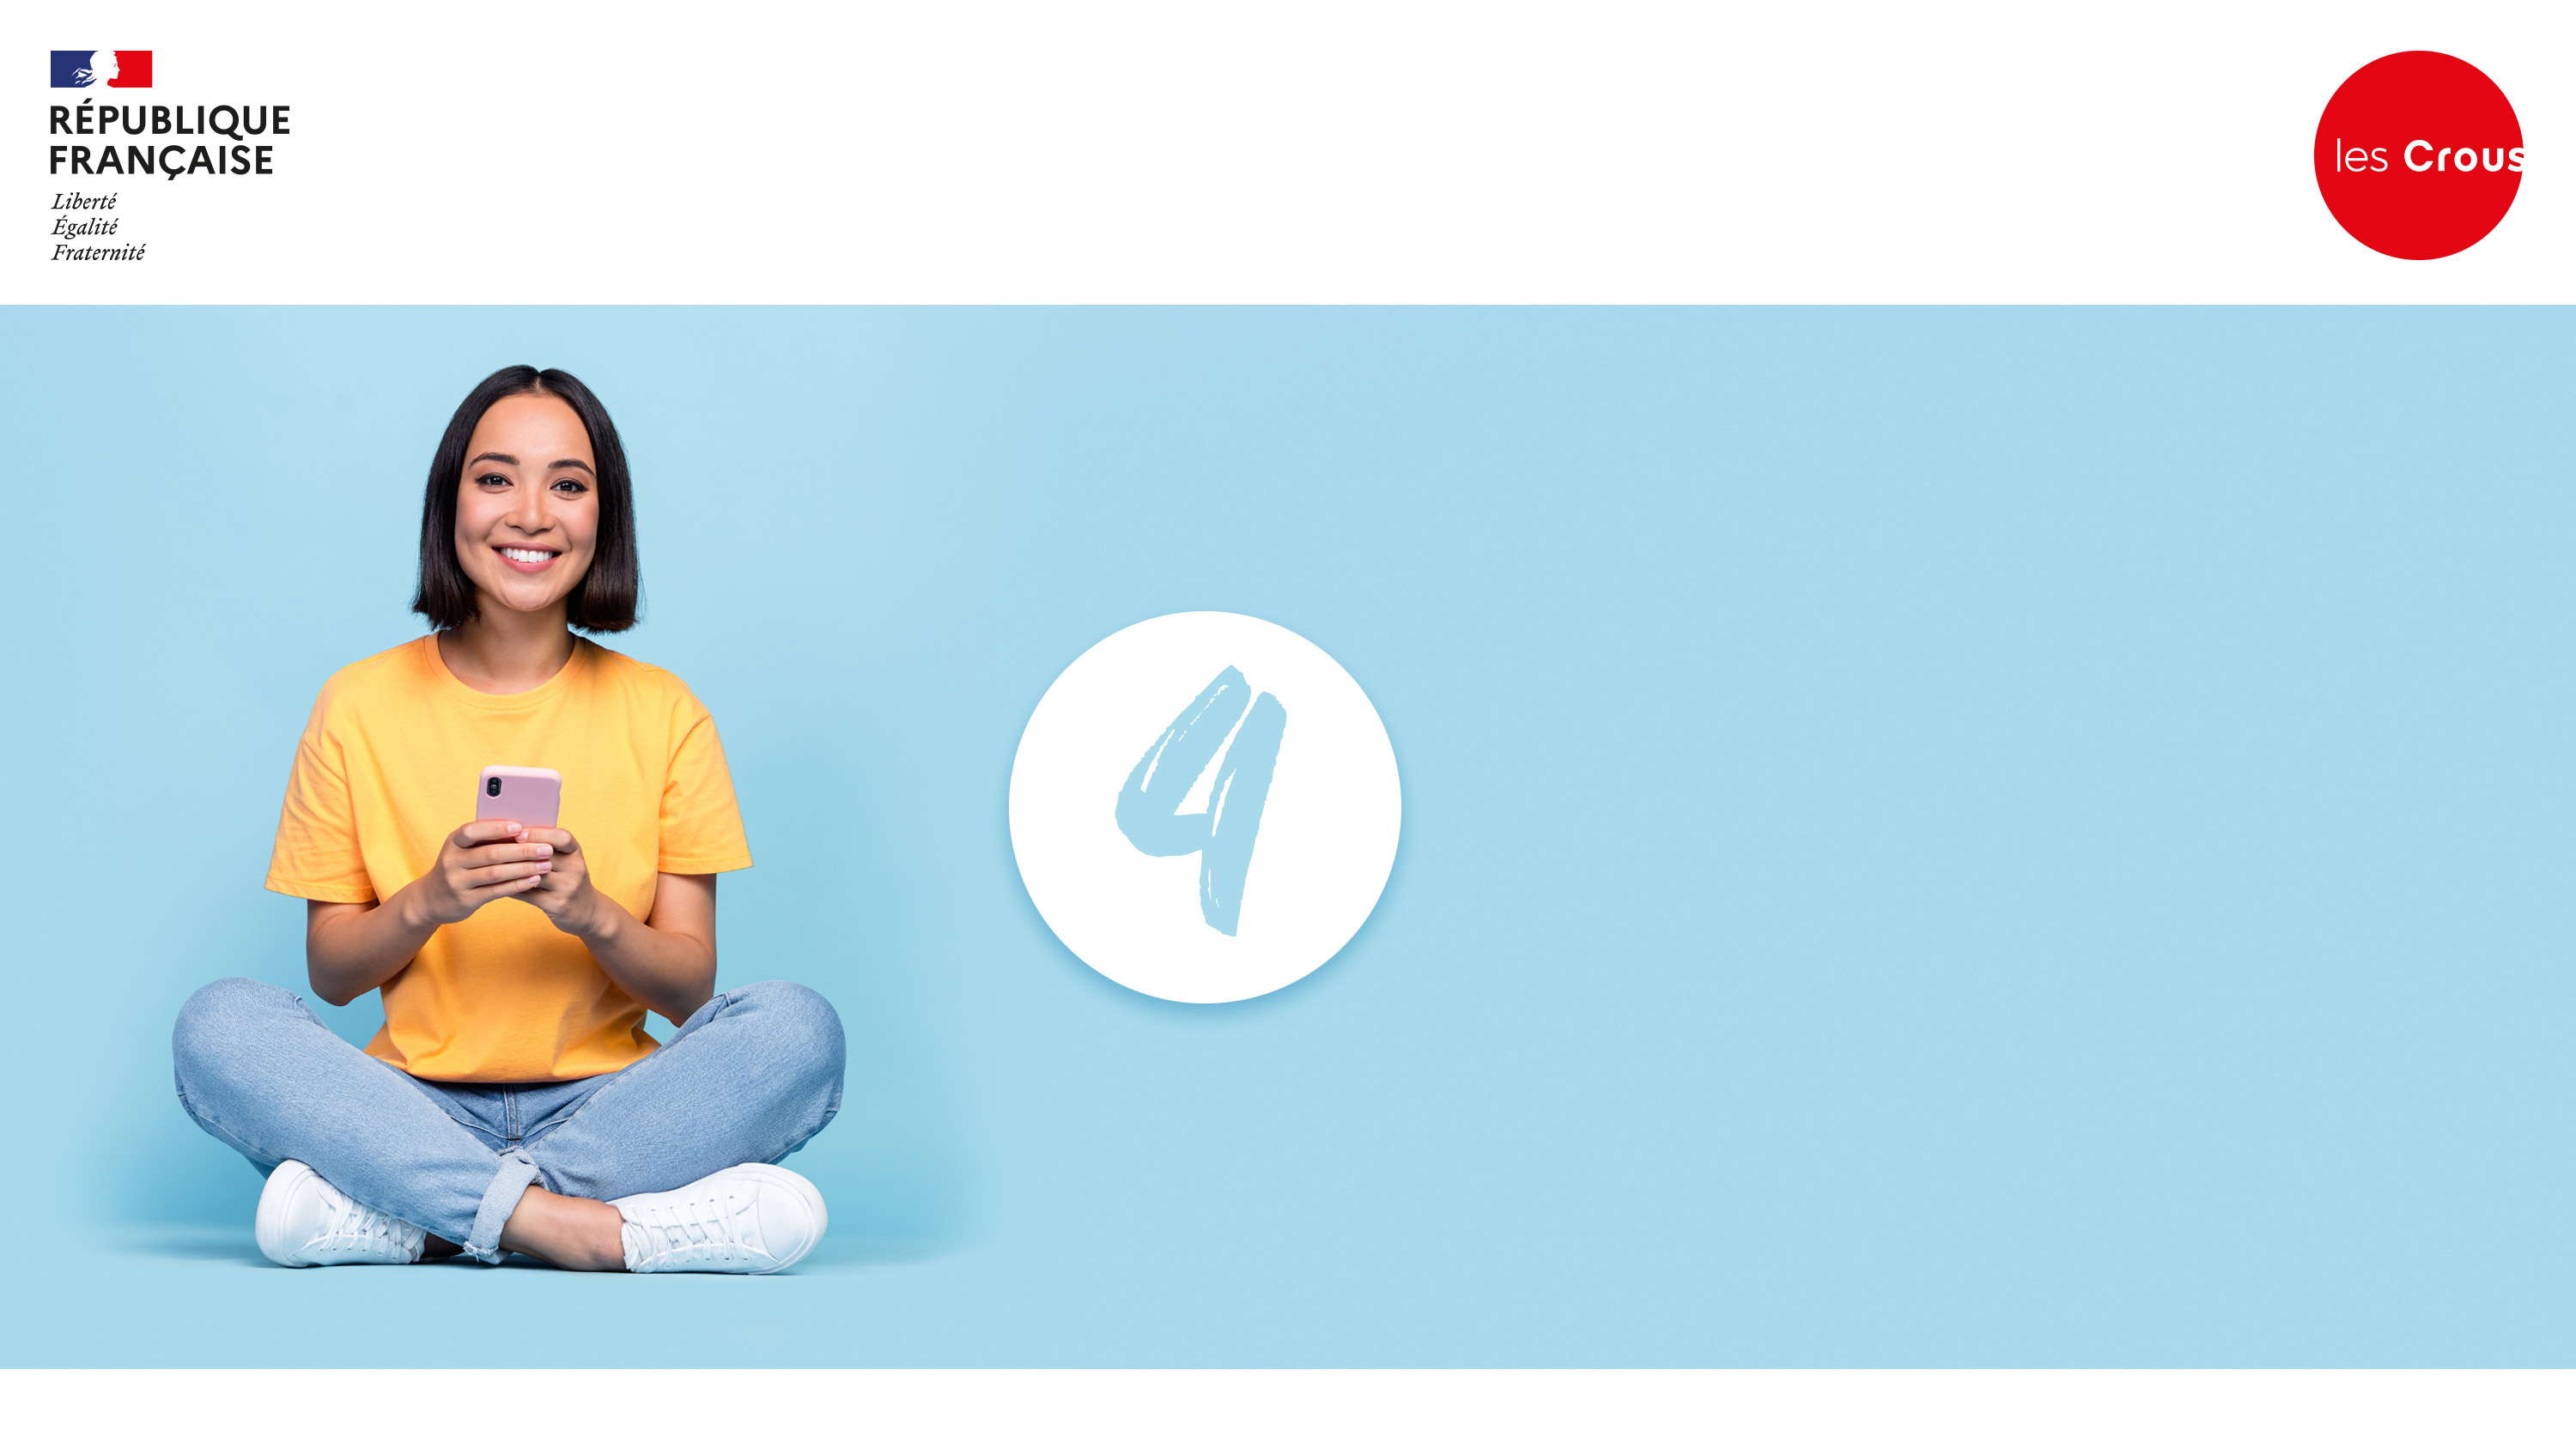 RÉPUBLIQUE
FRANÇAISE
Liberté
Égalité
Fraternité
les Crous
4